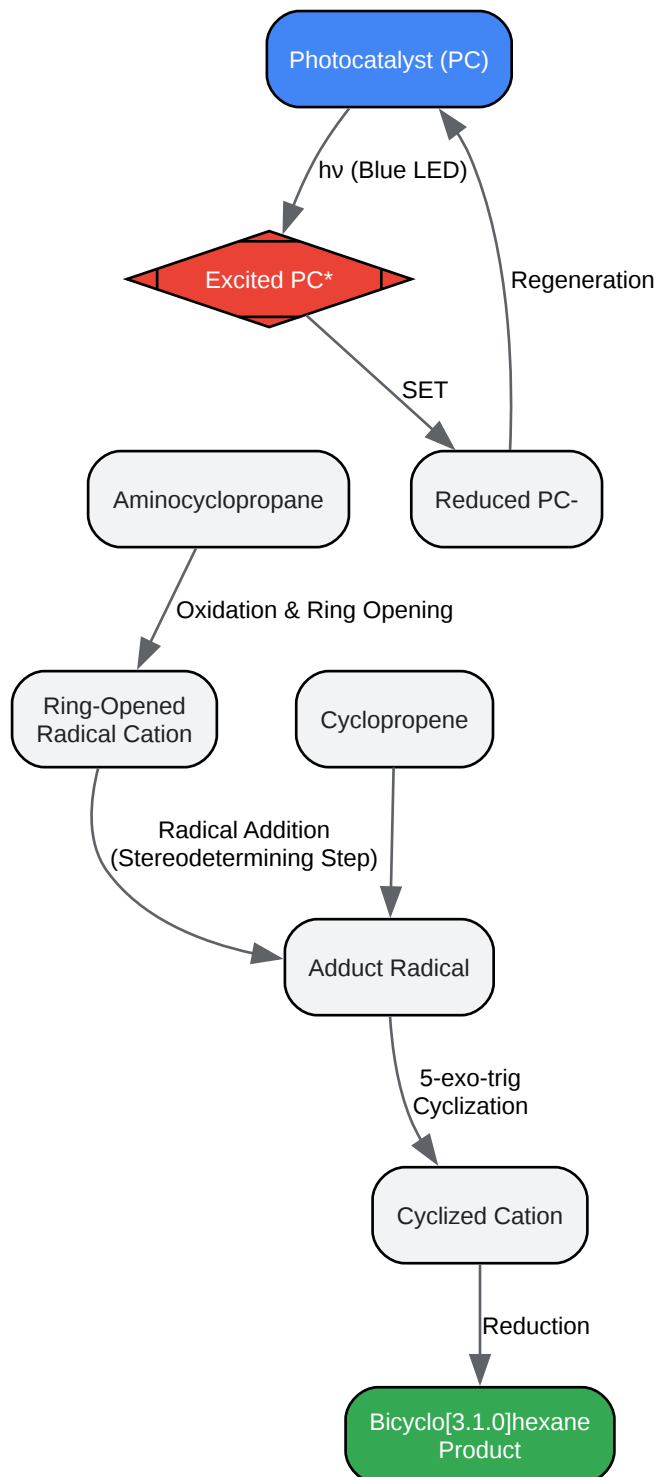 Photocatalyst (PC)
hν (Blue LED)
Excited PC*
Regeneration
SET
Aminocyclopropane
Reduced PC-
Oxidation & Ring Opening
Ring-Opened
Radical Cation
Cyclopropene
Radical Addition
(Stereodetermining Step)
Adduct Radical
5-exo-trig
Cyclization
Cyclized Cation
Reduction
Bicyclo[3.1.0]hexane
Product